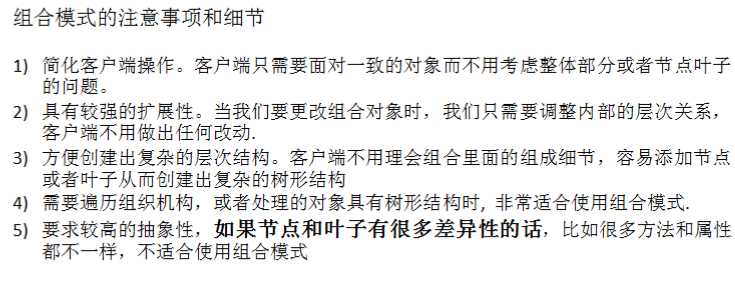 组合模式的注意事项和细节
1) 简化客户端操作。客户端只需要面对一致的对象而不用考虑整体部分或者节点叶子
的问题。
2) 具有较强的扩展性。当我们要更改组合对象时，我们只需要调整内部的层次关系，
客户端不用做出任何改动.
3) 方便创建出复杂的层次结构。客户端不用理会组合里面的组成细节，容易添加节点
或者叶子从而创建出复杂的树形结构
4) 需要遍历组织机构，或者处理的对象具有树形结构时, 非常适合使用组合模式.
5) 要求较高的抽象性，如果节点和叶子有很多差异性的话，比如很多方法和属性
都不一样，不适合使用组合模式